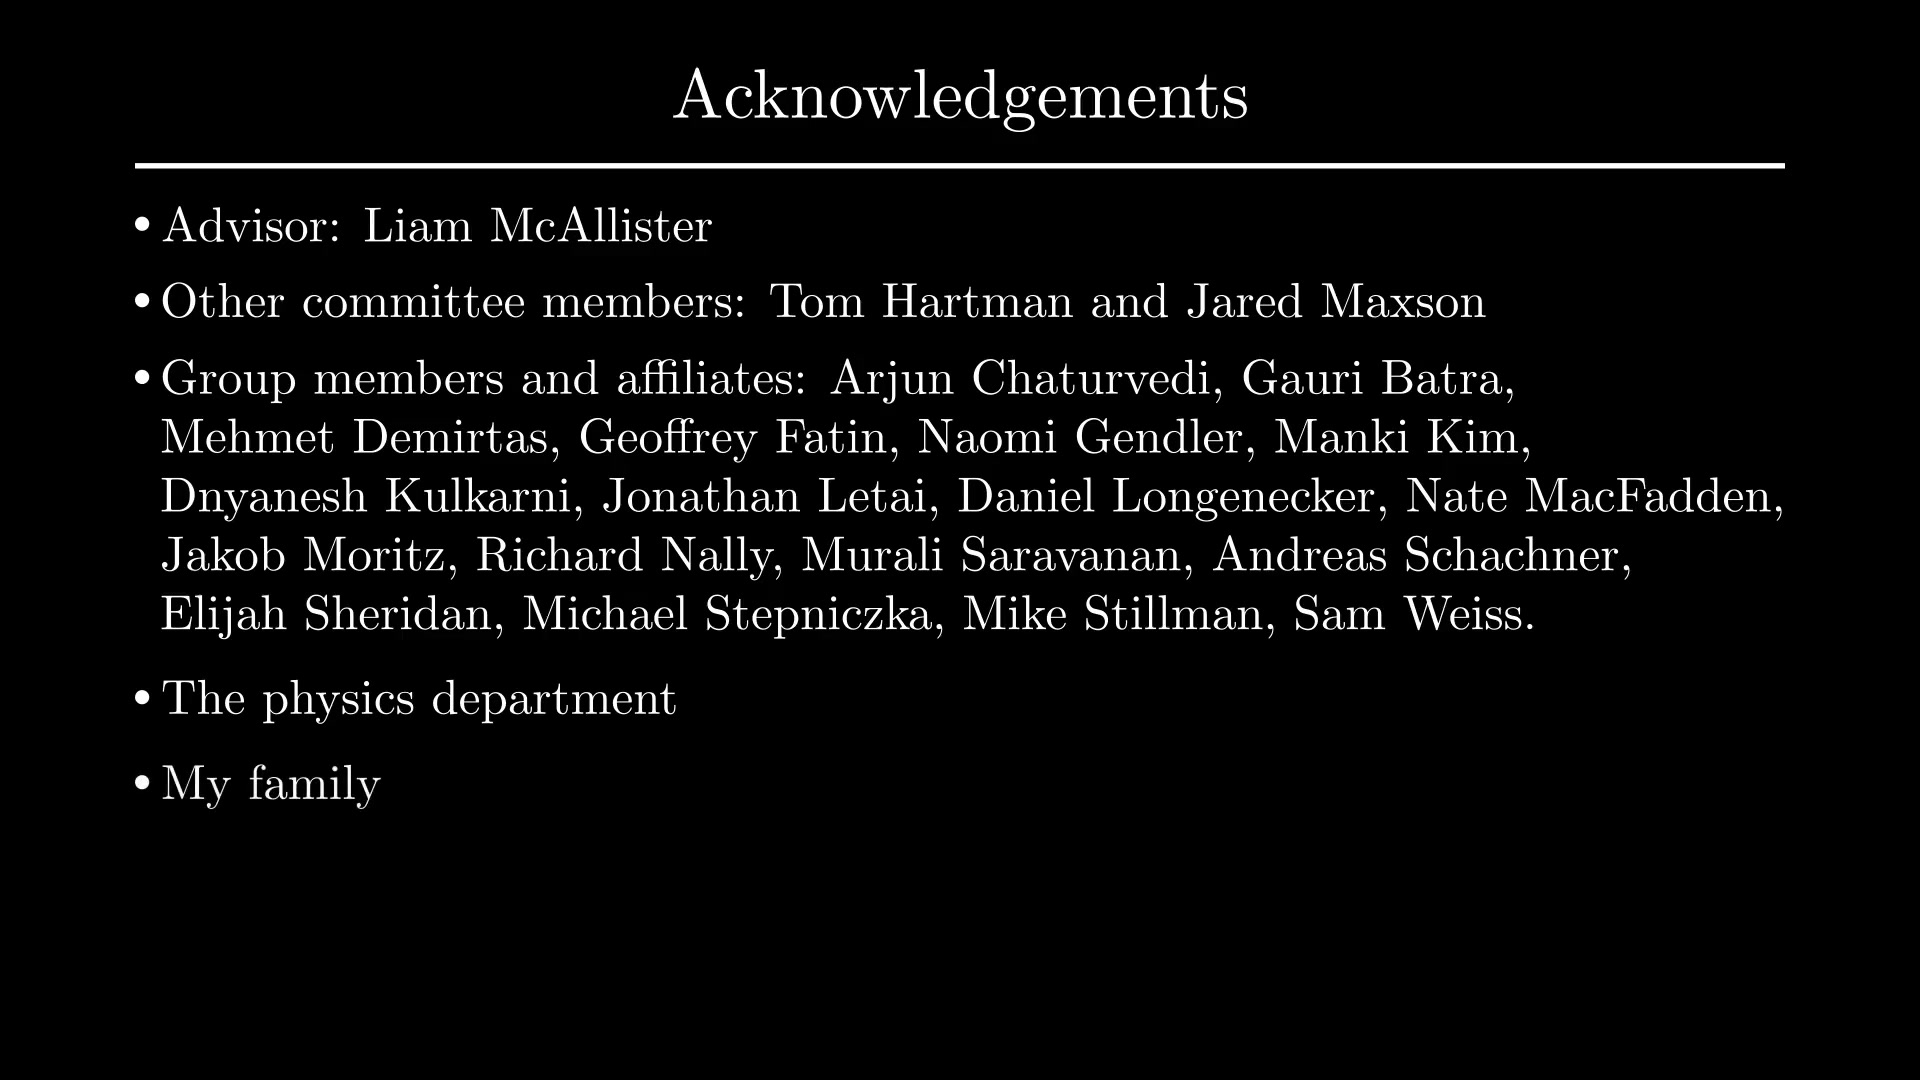 Acknowledgements
• Advisor: Liam McAllister
• Other committee members: Tom Hartman and Jared Maxson
• Group members and affiliates: Arjun Chaturvedi, Gauri Batra,
Mehmet Demirtas, Geoffrey Fatin, Naomi Gendler, Manki Kim,
Dnyanesh Kulkarni, Jonathan Letai, Daniel Longenecker, Nate MacFadden,
Jakob Moritz, Richard Nally, Murali Saravanan, Andreas Schachner,
Elijah Sheridan, Michael Stepniczka, Mike Stillman, Sam Weiss.
• The physics department
• My family